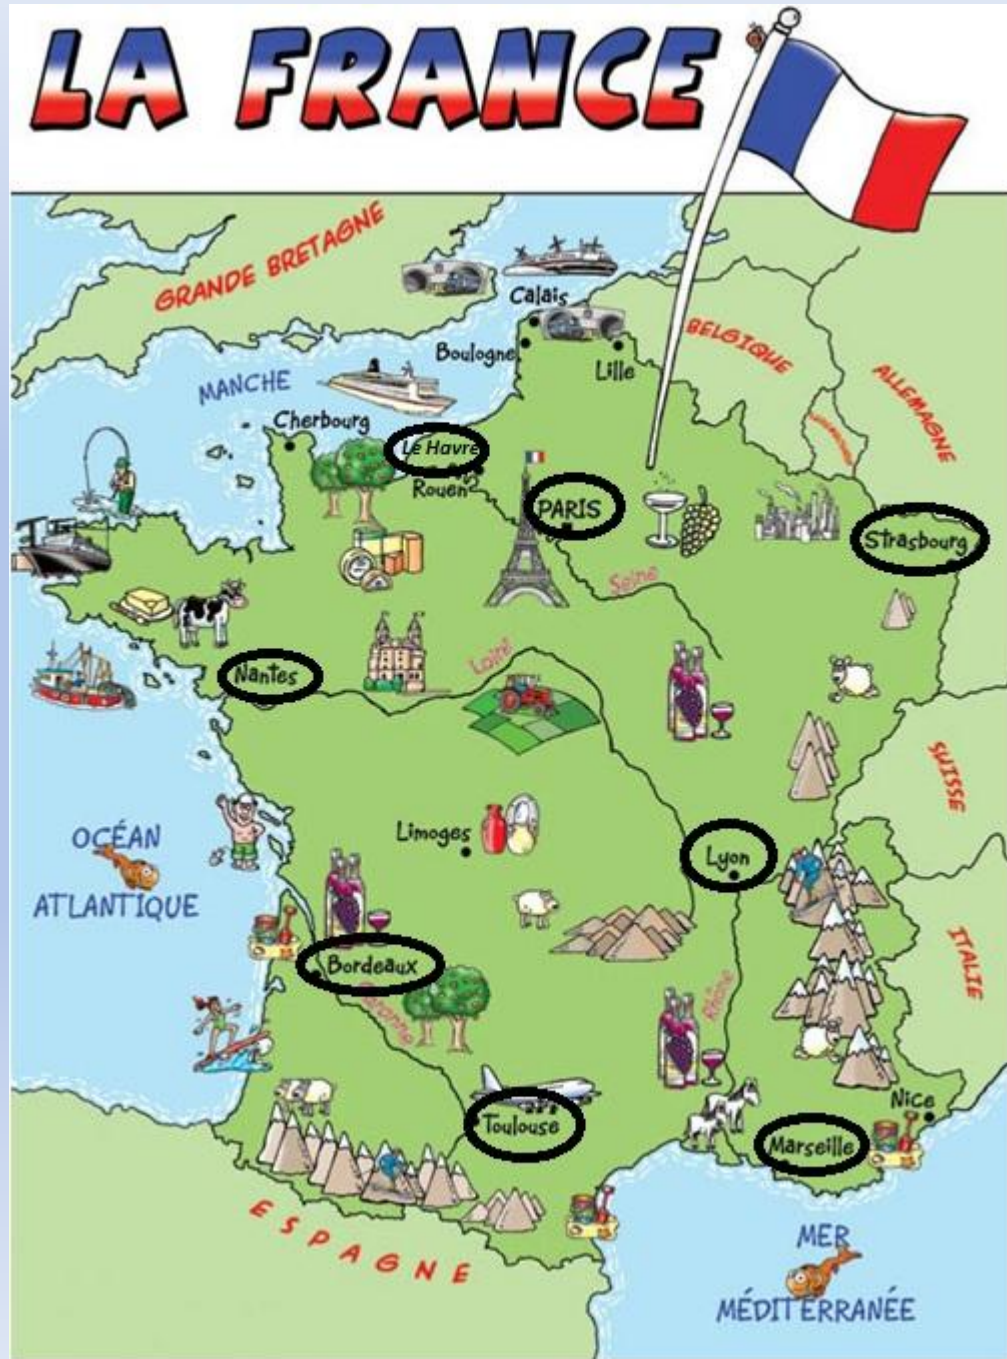 LA FRANCE
GRANDE BRETAGNE
Calais
BELGIQUE
Boulogne
Lille
ALLEMAGNE
MANCHE
Cherbourg
Le Havre
Rouen
PARIS
Strasbourg
Seine
Loire
Nantes
SUISSE
OCÉAN
ATLANTIQUE
Limoges
Lyon
ITALIE
Bordeaux
Garonne
Rhône
Nice
Toulouse
Marseille
ESPAGNE
MER
MÉDITERRANÉE